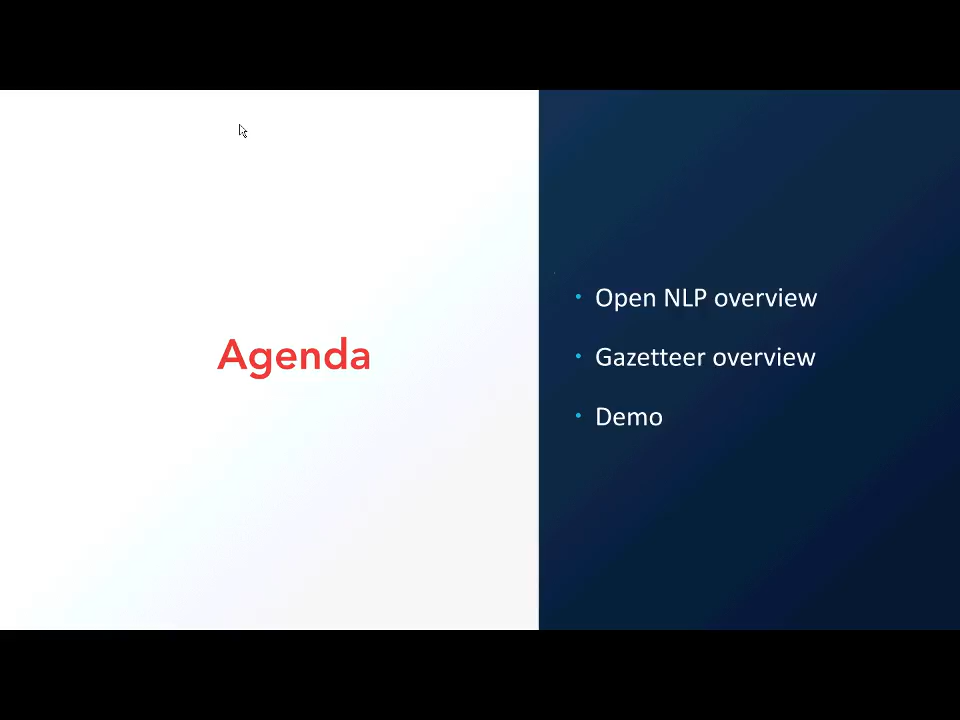 Agenda
• Open NLP overview
• Gazetteer overview
• Demo